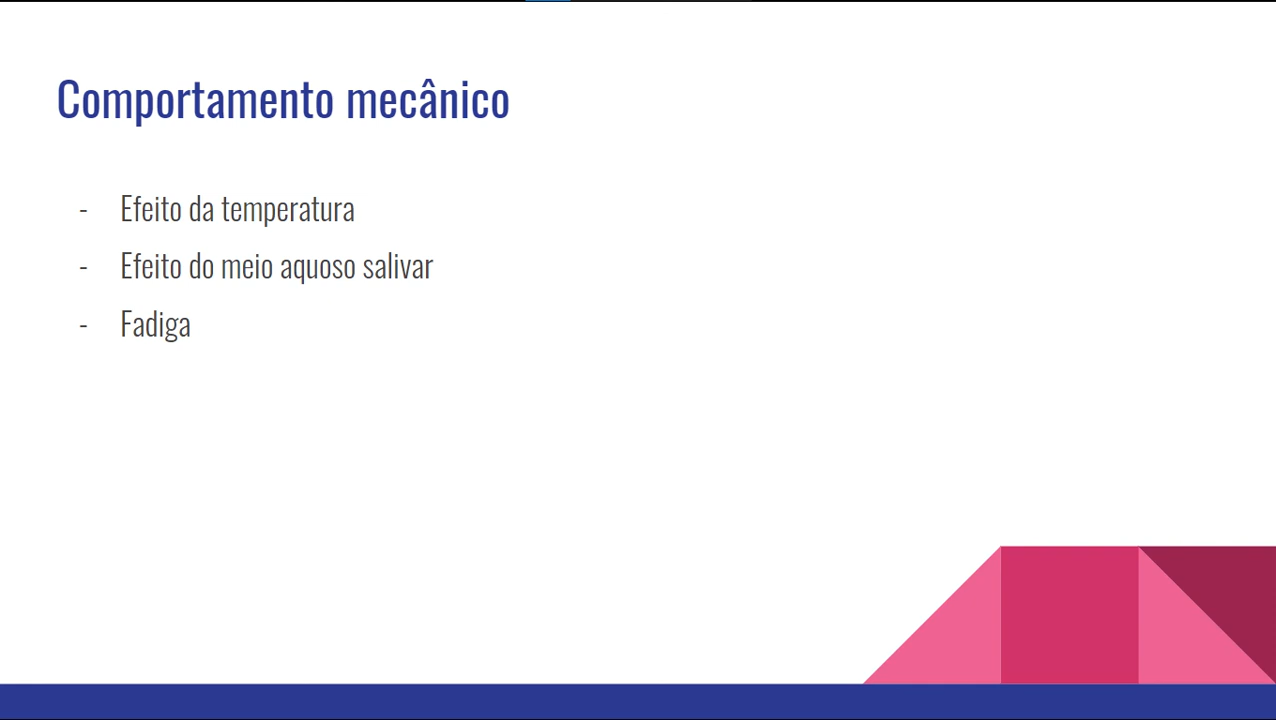 Comportamento mecânico
- Efeito da temperatura
- Efeito do meio aquoso salivar
- Fadiga